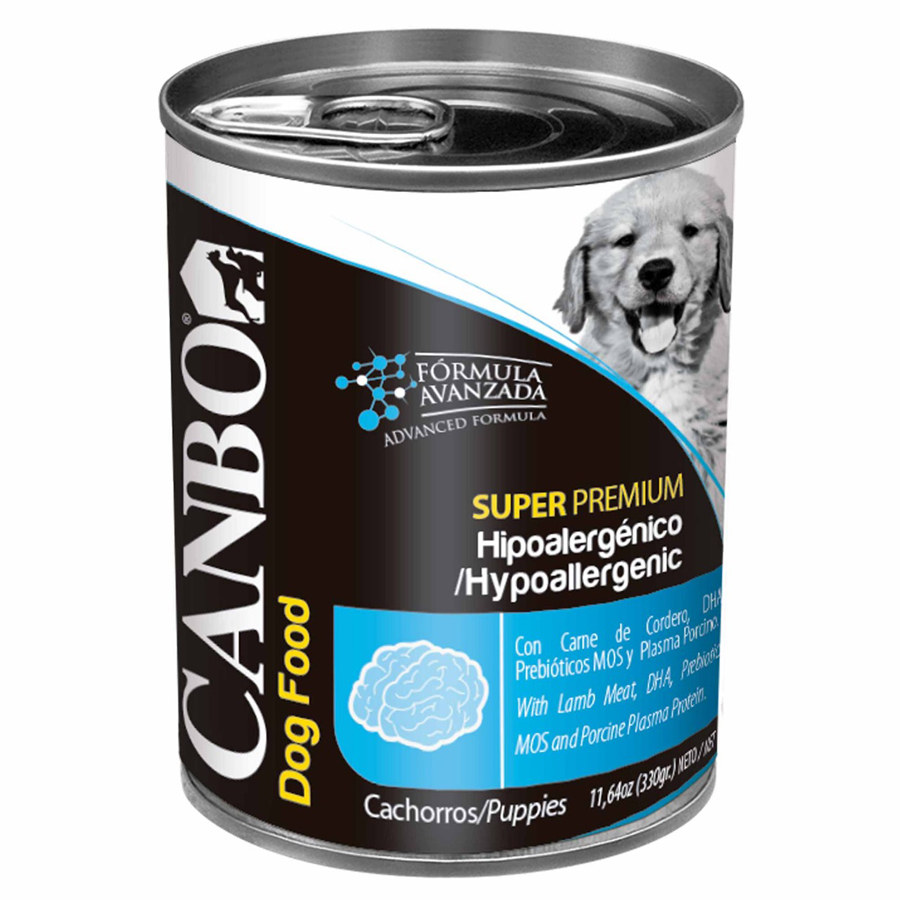 CANBO®
Dog Food
FÓRMULA
AVANZADA
ADVANCED FORMULA
SUPER PREMIUM
Hipoalergénico
/Hypoallergenic
Con Carne de Cordero, DHA
Prebióticos MOS y Plasma Porcino.
With Lamb Meat, DHA, Prebiotic
MOS and Porcine Plasma Protein.
11,64oz (330gr.) NETO /
Cachorros/Puppies